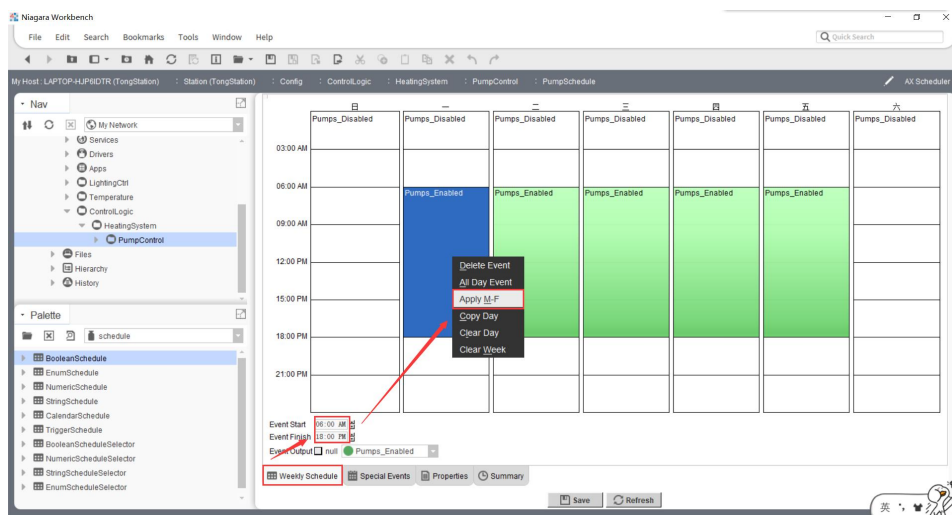 Niagara Workbench
File Edit Search Bookmarks Tools Window Help
Quick Search
My Host : LAPTOP-HJP6IDTR (TongStation) : Station (TongStation) : Config : ControlLogic : HeatingSystem : PumpControl : PumpSchedule AX Scheduler
Nav
My Network
Services
Drivers
Apps
LightingCtrl
Temperature
ControlLogic
HeatingSystem
PumpControl
Files
Hierarchy
History
Palette
schedule
BooleanSchedule
EnumSchedule
NumericSchedule
StringSchedule
CalendarSchedule
TriggerSchedule
BooleanScheduleSelector
NumericScheduleSelector
StringScheduleSelector
EnumScheduleSelector
日 一 二 三 四 五 六
Pumps_Disabled Pumps_Disabled Pumps_Disabled Pumps_Disabled Pumps_Disabled Pumps_Disabled Pumps_Disabled
03:00 AM
06:00 AM
Pumps_Enabled Pumps_Enabled Pumps_Enabled Pumps_Enabled Pumps_Enabled
09:00 AM
12:00 PM
15:00 PM
18:00 PM
21:00 PM
Delete Event
All Day Event
Apply M-F
Copy Day
Clear Day
Clear Week
Event Start 06:00 AM
Event Finish 18:00 PM
Event Output null Pumps_Enabled
Weekly Schedule Special Events Properties Summary
Save Refresh
英